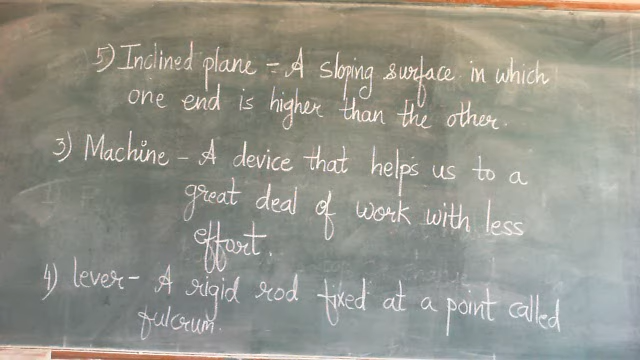 5) Inclined plane - A sloping surface in which
one end is higher than the other.
3) Machine - A device that helps us to a
great deal of work with less
effort.
4) lever - A rigid rod fixed at a point called
fulcrum.